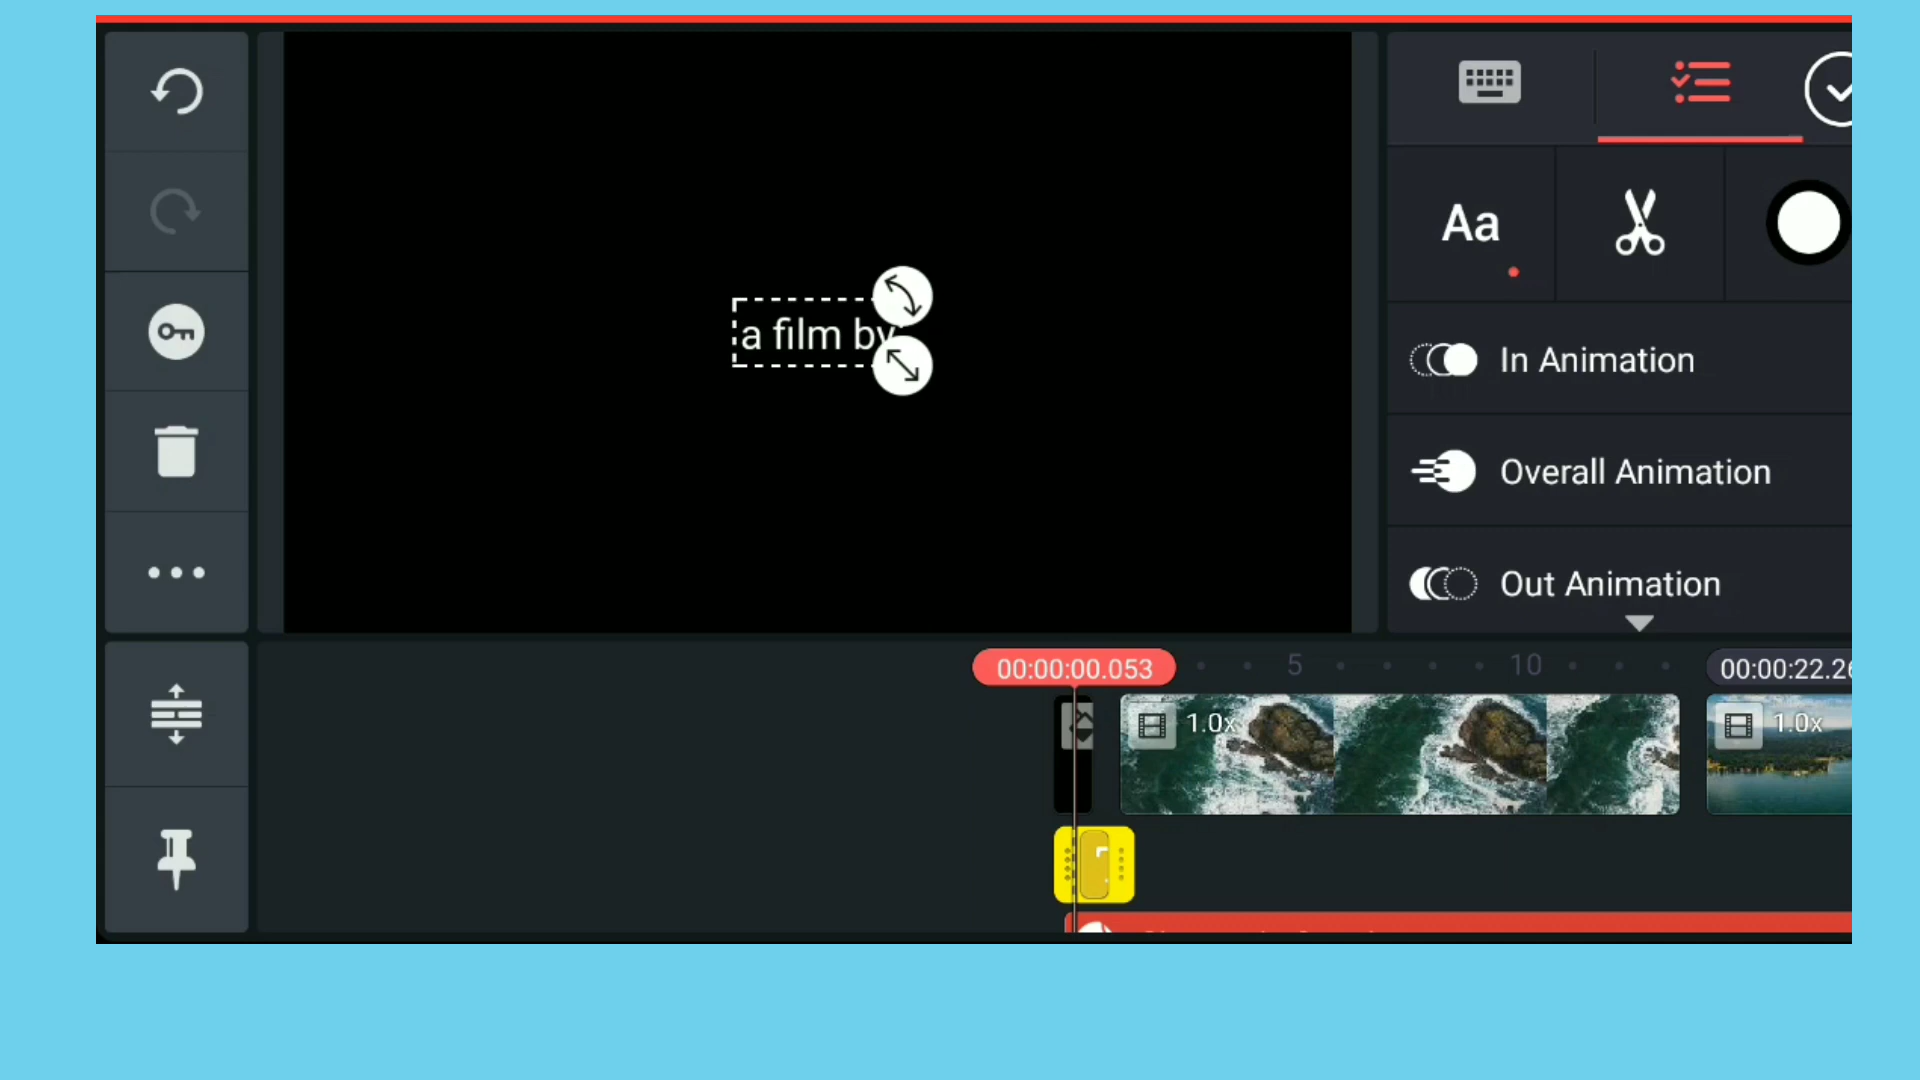 Aa
a film by
In Animation
Overall Animation
Out Animation
00:00:00.053
5
10
00:00:22.26
1.0x
1.0x